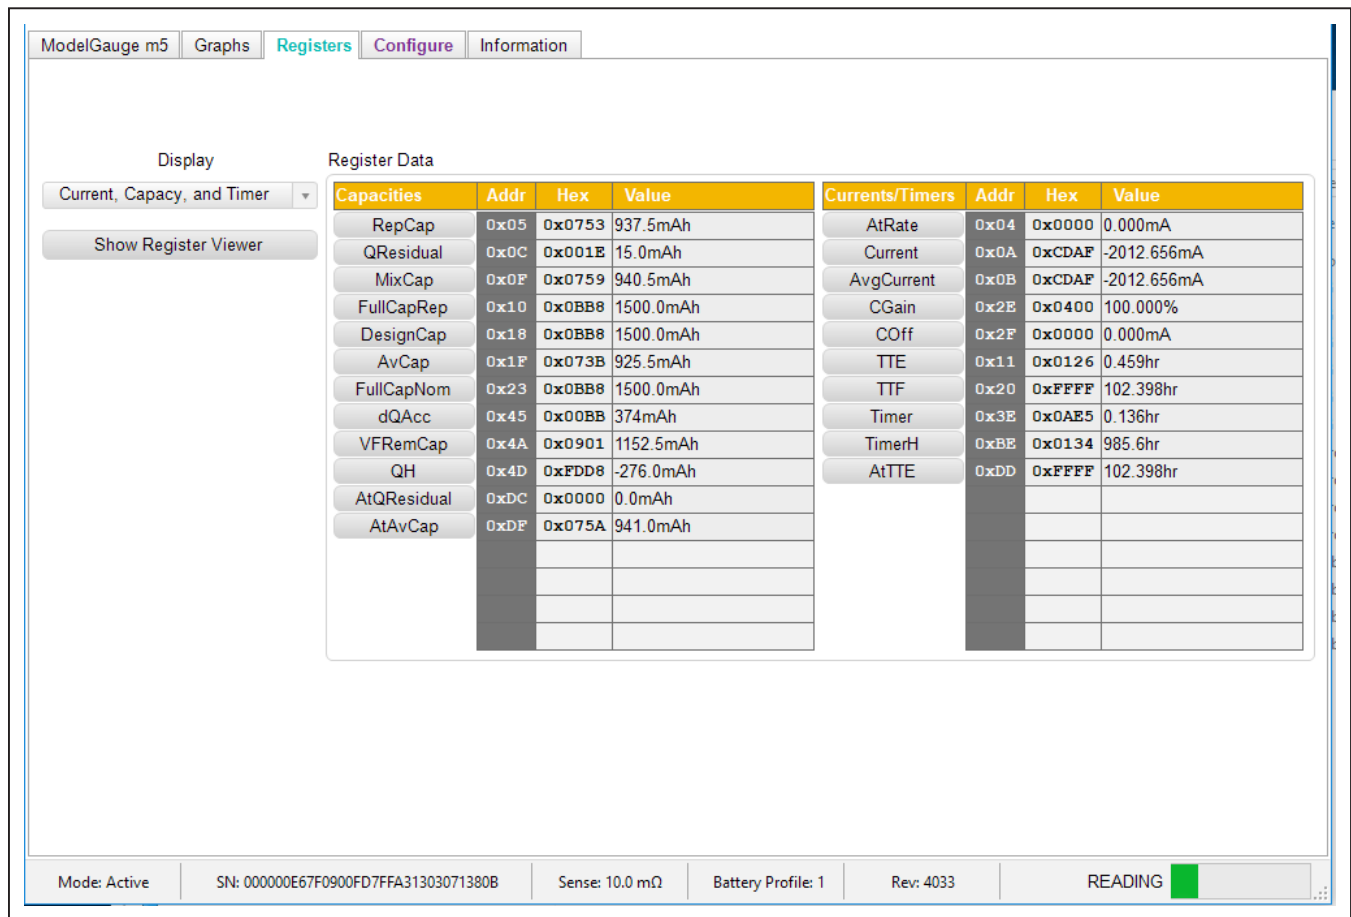 ModelGauge m5 Graphs Registers Configure Information
Display Register Data
Current, Capacy, and Timer
Show Register Viewer
Capacities Addr Hex Value Currents/Timers Addr Hex Value
RepCap 0x05 0x0753 937.5mAh AtRate 0x04 0x0000 0.000mA
QResidual 0x0C 0x001E 15.0mAh Current 0x0A 0xCDAF -2012.656mA
MixCap 0x0F 0x0759 940.5mAh AvgCurrent 0x0B 0xCDAF -2012.656mA
FullCapRep 0x10 0x0BB8 1500.0mAh CGain 0x2E 0x0400 100.000%
DesignCap 0x18 0x0BB8 1500.0mAh COff 0x2F 0x0000 0.000mA
AvCap 0x1F 0x073B 925.5mAh TTE 0x11 0x0126 0.459hr
FullCapNom 0x23 0x0BB8 1500.0mAh TTF 0x20 0xFFFF 102.398hr
dQAcc 0x45 0x00BB 374mAh Timer 0x3E 0x0AE5 0.136hr
VFRemCap 0x4A 0x0901 1152.5mAh TimerH 0xBE 0x0134 985.6hr
QH 0x4D 0xFDD8 -276.0mAh AtTTE 0xDD 0xFFFF 102.398hr
AtQResidual 0xDC 0x0000 0.0mAh
AtAvCap 0xDF 0x075A 941.0mAh
Mode: Active SN: 000000E67F0900FD7FFA31303071380B Sense: 10.0 mΩ Battery Profile: 1 Rev: 4033 READING